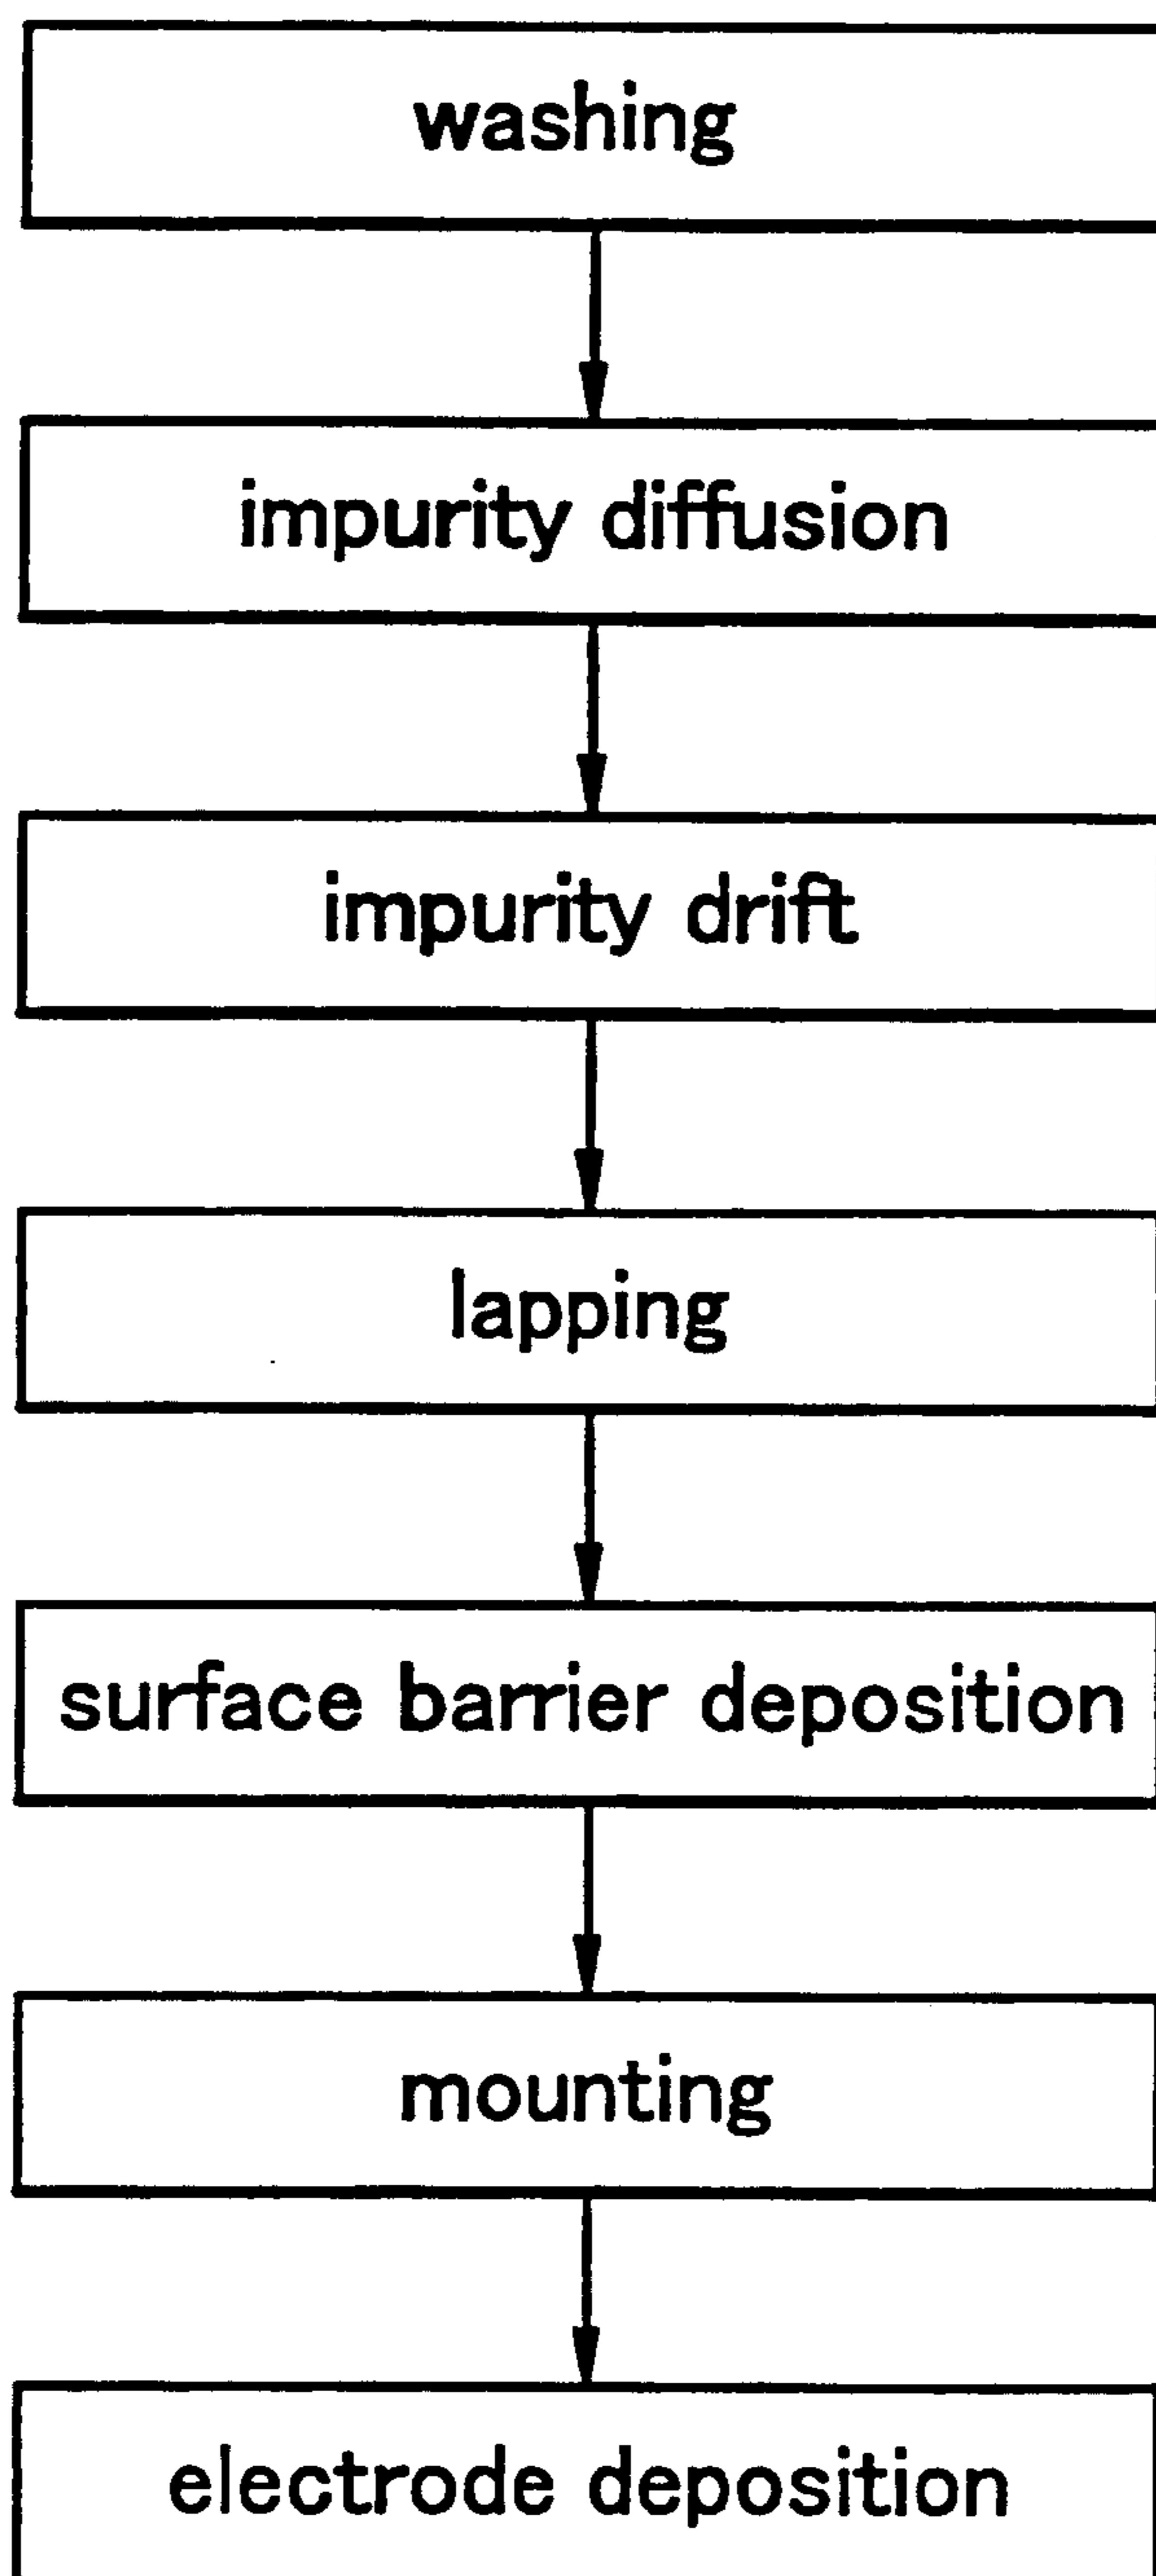 washing
impurity diffusion
impurity drift
lapping
surface barrier deposition
mounting
electrode deposition